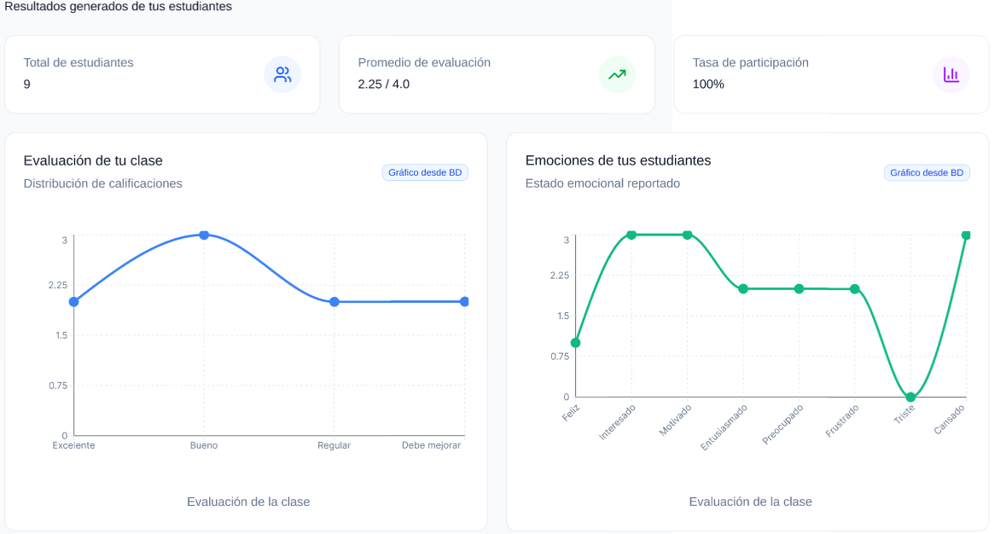 Resultados generados de tus estudiantes
Total de estudiantes
9
Promedio de evaluación
2.25 / 4.0
Tasa de participación
100%
Evaluación de tu clase
Distribución de calificaciones
Gráfico desde BD
3
2.25
1.5
0.75
0
Excelente
Bueno
Regular
Debe mejorar
Evaluación de la clase
Emociones de tus estudiantes
Estado emocional reportado
Gráfico desde BD
3
2.25
1.5
0.75
0
Feliz
Interesado
Motivado
Entusiasmado
Preocupado
Frustrado
Triste
Cansado
Evaluación de la clase